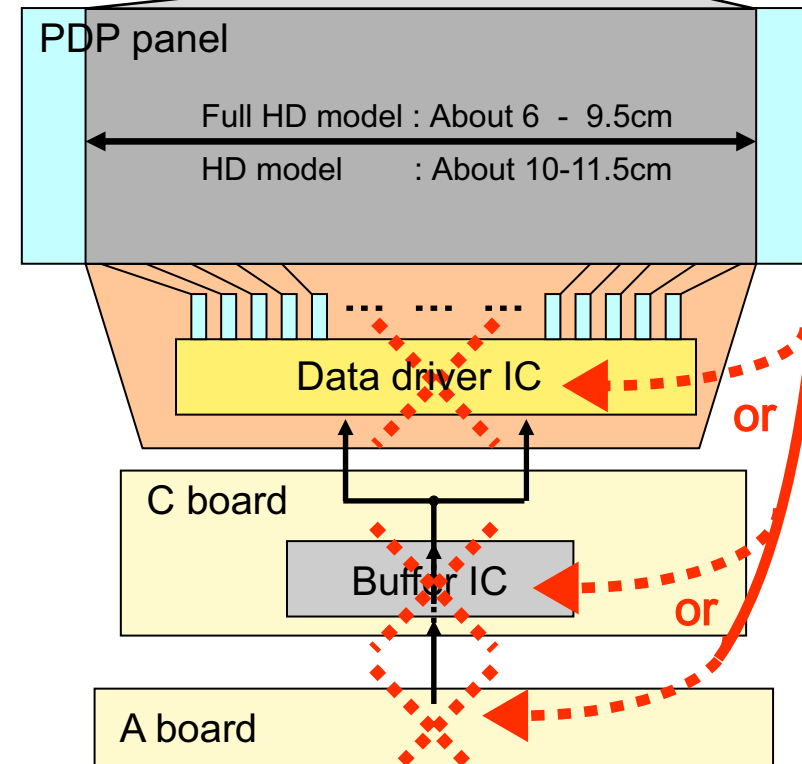 PDP panel
Full HD model : About 6 - 9.5cm
HD model : About 10-11.5cm
... ... ...
Data driver IC
or
C board
Buffer IC
or
A board